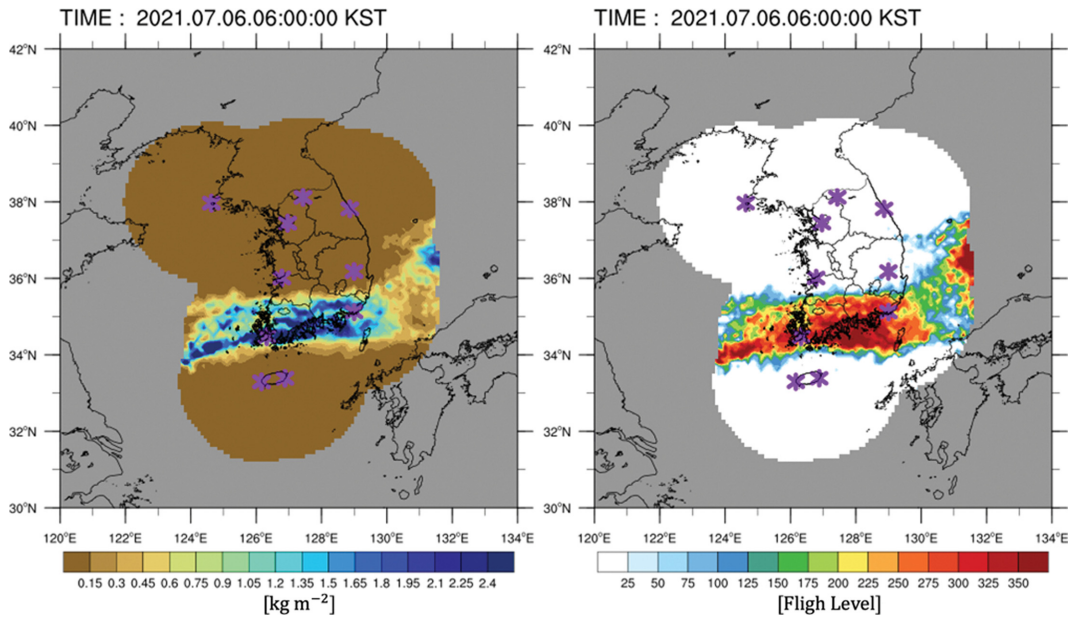 TIME : 2021.07.06.06:00:00 KST
42°N
40°N
38°N
36°N
34°N
32°N
30°N
120°E 122°E 124°E 126°E 128°E 130°E 132°E 134°E
0.15 0.3 0.45 0.6 0.75 0.9 1.05 1.2 1.35 1.5 1.65 1.8 1.95 2.1 2.25 2.4
[kg m⁻²]
TIME : 2021.07.06.06:00:00 KST
42°N
40°N
38°N
36°N
34°N
32°N
30°N
120°E 122°E 124°E 126°E 128°E 130°E 132°E 134°E
25 50 75 100 125 150 175 200 225 250 275 300 325 350
[Fligh Level]